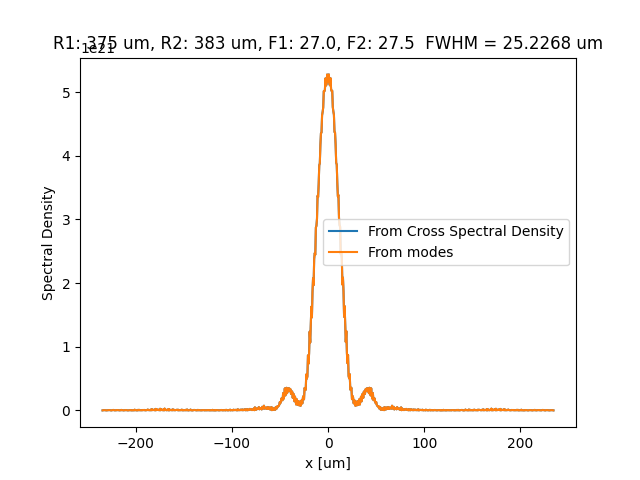 R1: 375 um, R2: 383 um, F1: 27.0, F2: 27.5  FWHM = 25.2268 um
1e21
5
4
3
2
1
0
Spectral Density
From Cross Spectral Density
From modes
−200
−100
0
100
200
x [um]